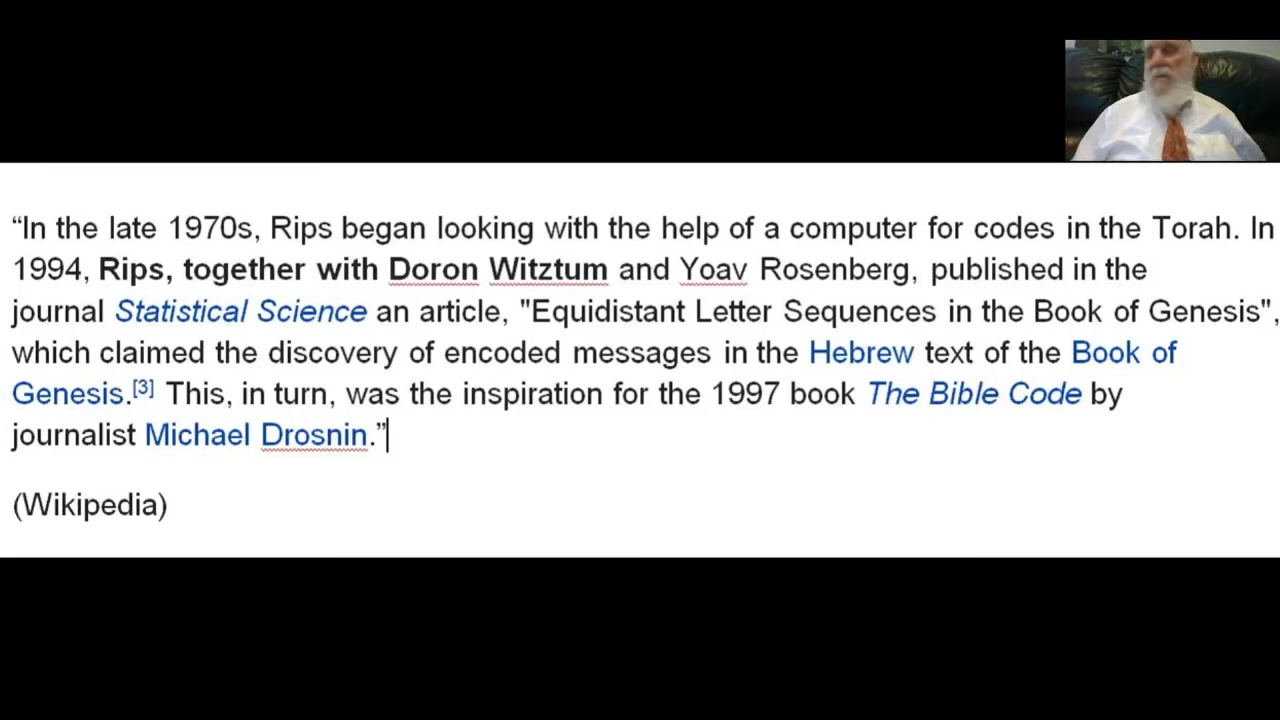 “In the late 1970s, Rips began looking with the help of a computer for codes in the Torah. In
1994, Rips, together with Doron Witztum and Yoav Rosenberg, published in the
journal Statistical Science an article, "Equidistant Letter Sequences in the Book of Genesis",
which claimed the discovery of encoded messages in the Hebrew text of the Book of
Genesis.[3] This, in turn, was the inspiration for the 1997 book The Bible Code by
journalist Michael Drosnin.”
(Wikipedia)